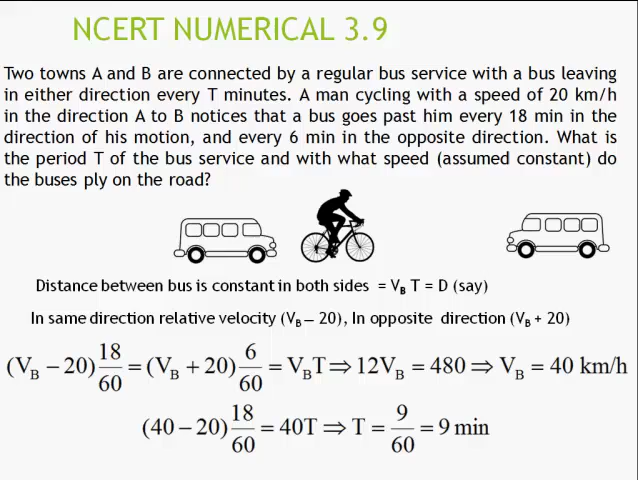 NCERT NUMERICAL 3.9
Two towns A and B are connected by a regular bus service with a bus leaving
in either direction every T minutes. A man cycling with a speed of 20 km/h
in the direction A to B notices that a bus goes past him every 18 min in the
direction of his motion, and every 6 min in the opposite direction. What is
the period T of the bus service and with what speed (assumed constant) do
the buses ply on the road?
Distance between bus is constant in both sides = V_B T = D (say)
In same direction relative velocity (V_B – 20), In opposite direction (V_B + 20)
(V_B − 20) 18/60 = (V_B + 20) 6/60 = V_B T ⇒ 12V_B = 480 ⇒ V_B = 40 km/h
(40 − 20) 18/60 = 40T ⇒ T = 9/60 = 9 min